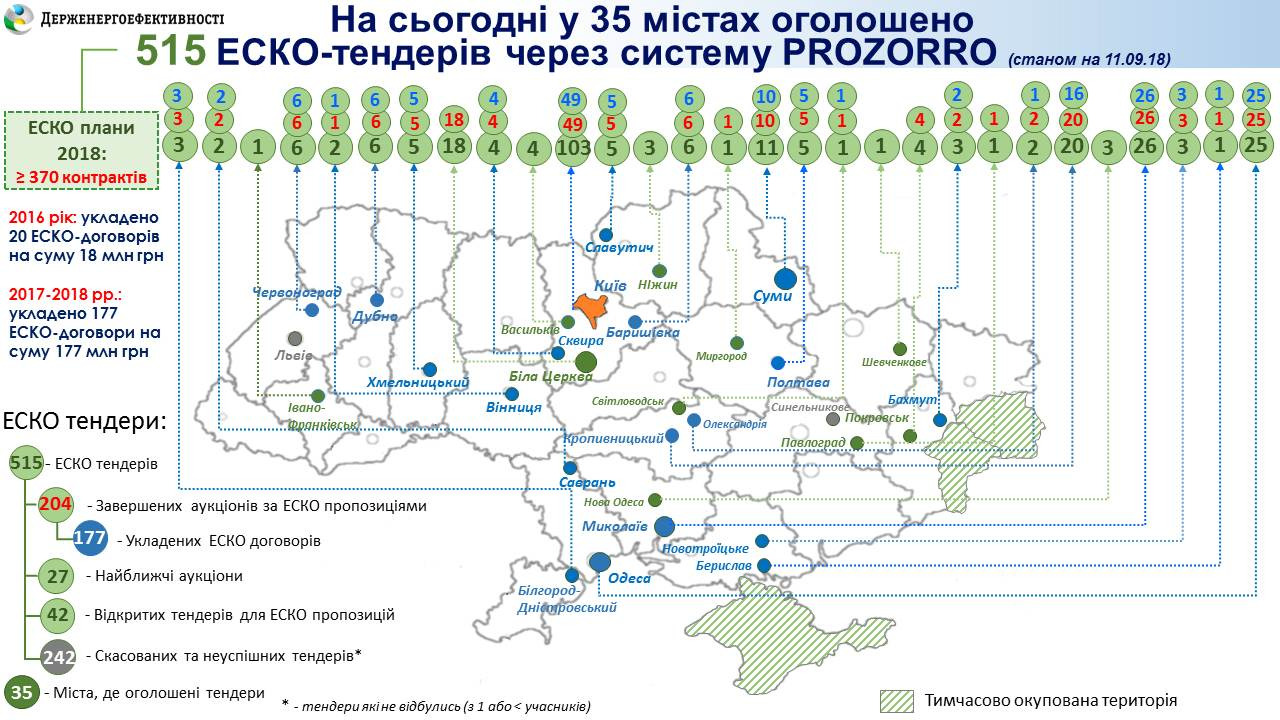 ДЕРЖЕНЕРГОЕФЕКТИВНОСТІ
На сьогодні у 35 містах оголошено
515 ЕСКО-тендерів через систему PROZORRO (станом на 11.09.18)
3 2 6 1 6 5 4 49 5 6 10 5 1 2 1 16 26 3 1 25
3 2 6 1 6 5 18 4 49 5 6 1 10 5 1 4 2 1 2 20 26 3 1 25
3 2 1 6 2 6 5 18 4 4 103 5 3 6 1 11 5 1 1 4 3 1 2 20 3 26 3 1 25
ЕСКО плани
2018:
≥ 370 контрактів
2016 рік: укладено
20 ЕСКО-договорів
на суму 18 млн грн
2017-2018 рр.:
укладено 177
ЕСКО-договори на
суму 177 млн грн
Славутич
НІжин
Київ
Суми
Червоноград
Дубно
Васильків
Баришівка
Сквира
Львів
Миргород
Шевченкове
Біла Церква
Хмельницький
Полтава
Вінниця
Світловодськ
Синельникове
Бахмут
Івано-
Франківськ
Олександрія
Покровськ
Кропивницький
Павлоград
Саврань
Нова Одеса
Миколаїв
Новотроїцьке
Берислав
Одеса
Білгород-
Дністровський
ЕСКО тендери:
515 - ЕСКО тендерів
204 - Завершених аукціонів за ЕСКО пропозиціями
177 - Укладених ЕСКО договорів
27 - Найближчі аукціони
42 - Відкритих тендерів для ЕСКО пропозицій
242 - Скасованих та неуспішних тендерів*
35 - Міста, де оголошені тендери
* - тендери які не відбулись (з 1 або < учасників)
Тимчасово окупована територія